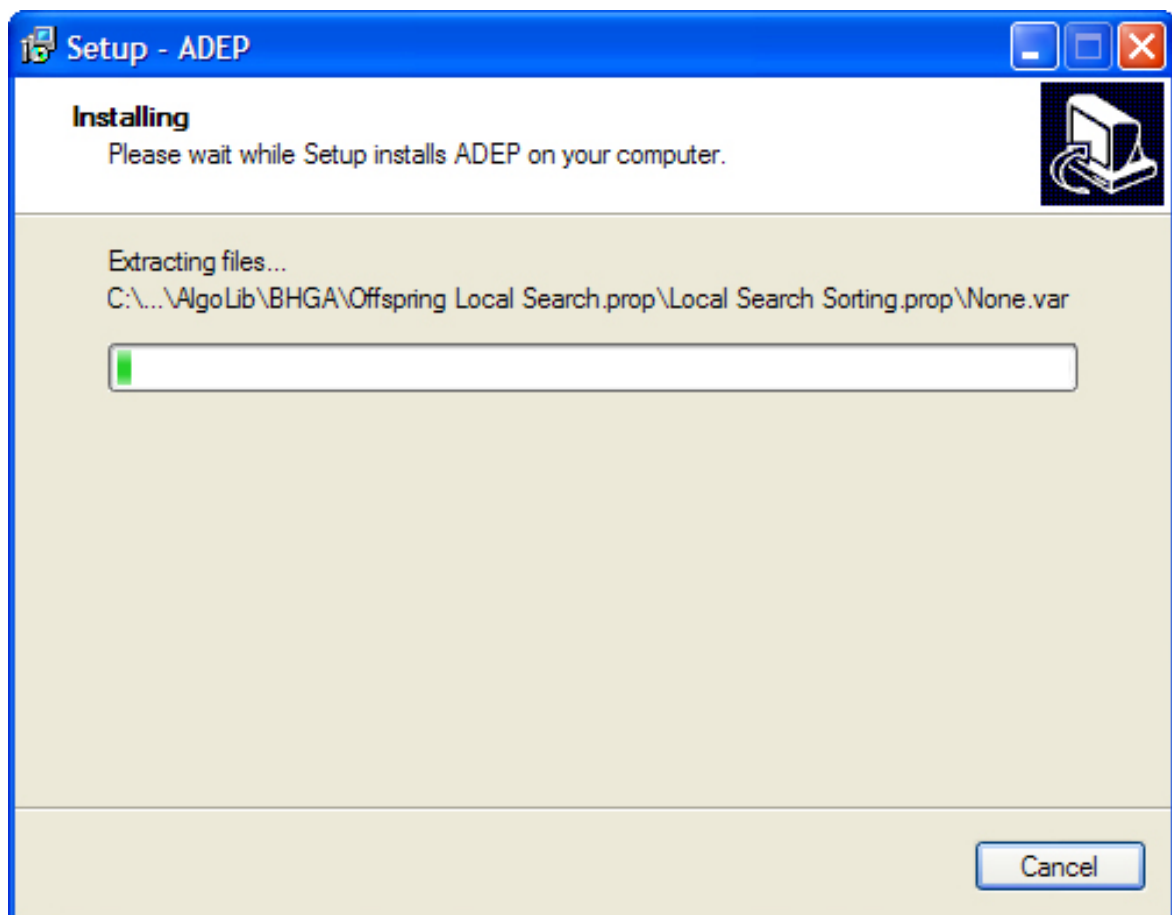 Setup - ADEP
Installing
Please wait while Setup installs ADEP on your computer.
Extracting files...
C:\...\AlgoLib\BHGA\Offspring Local Search.prop\Local Search Sorting.prop\None.var
Cancel